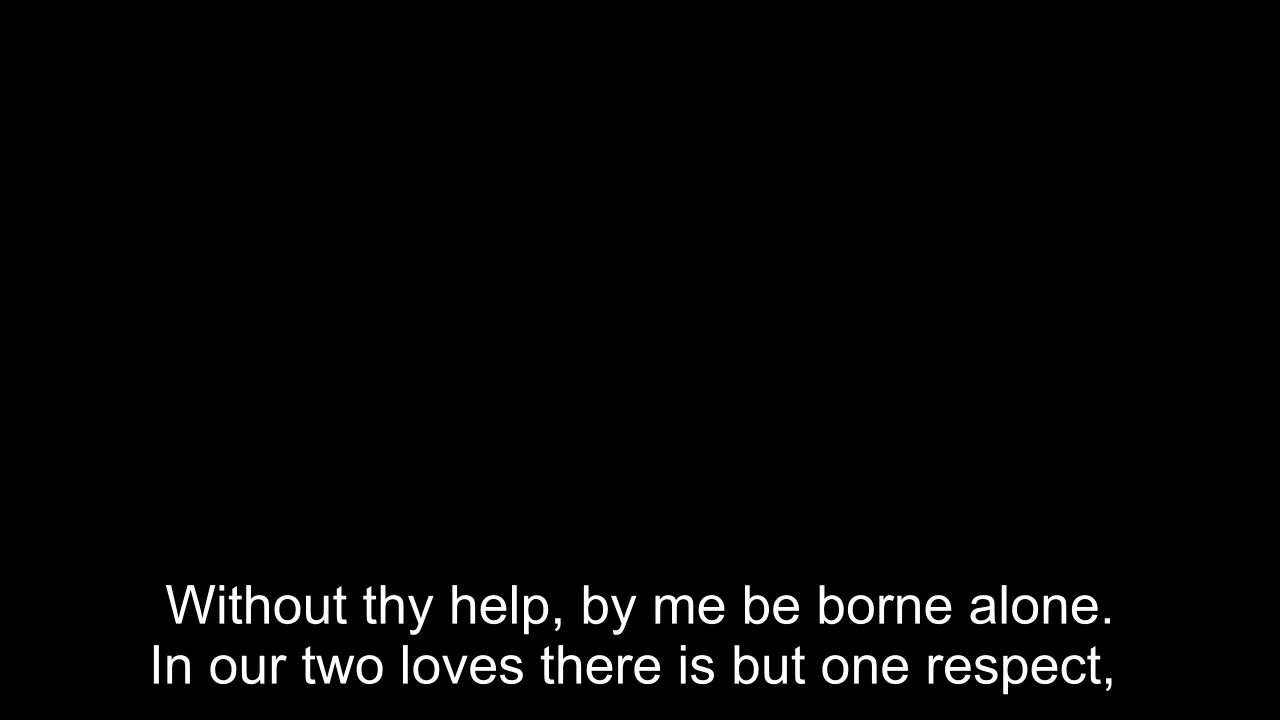 Without thy help, by me be borne alone.
In our two loves there is but one respect,